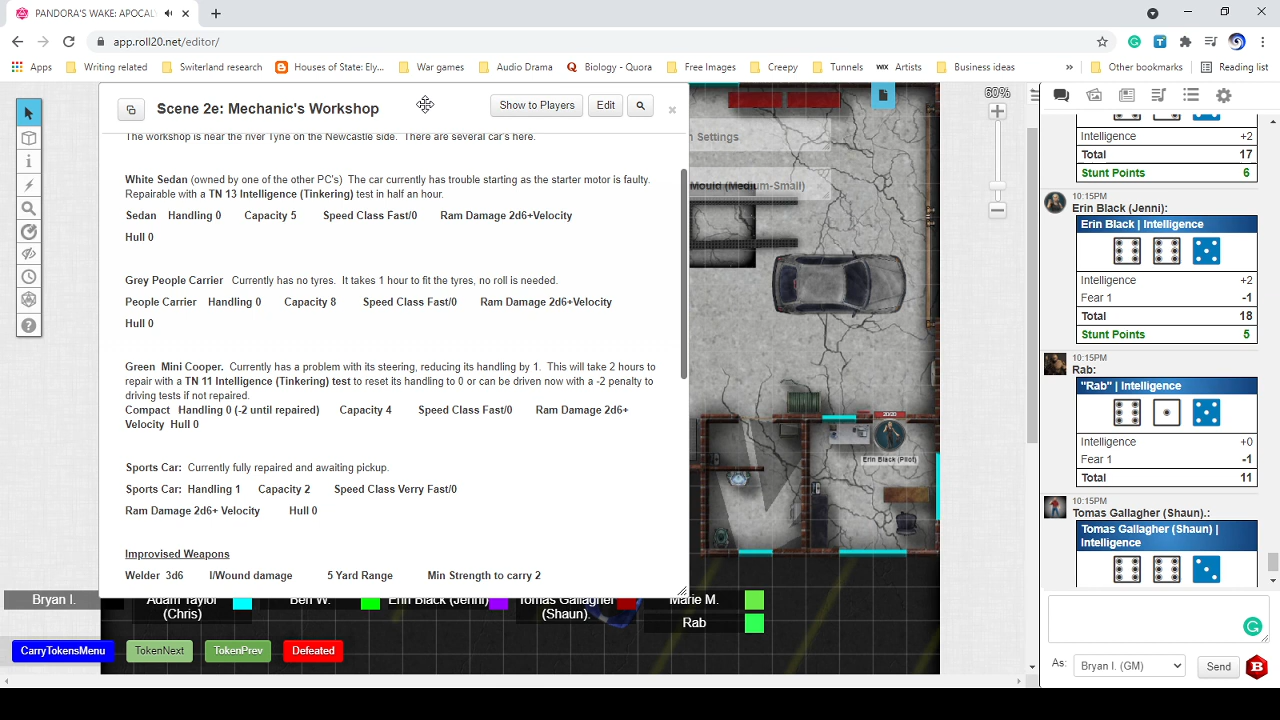 PANDORA'S WAKE: APOCAL
app.roll20.net/editor/
Apps Writing related Switerland research Houses of State: Ely... War games Audio Drama Biology - Quora Free Images Creepy Tunnels WIX Artists Business ideas » Other bookmarks Reading list
Scene 2e: Mechanic's Workshop
Show to Players Edit
The workshop is near the river Tyne on the Newcastle side. There are several car's here.
White Sedan (owned by one of the other PC's) The car currently has trouble starting as the starter motor is faulty.
Repairable with a TN 13 Intelligence (Tinkering) test in half an hour.
Sedan Handling 0 Capacity 5 Speed Class Fast/0 Ram Damage 2d6+Velocity
Hull 0
Grey People Carrier Currently has no tyres. It takes 1 hour to fit the tyres, no roll is needed.
People Carrier Handling 0 Capacity 8 Speed Class Fast/0 Ram Damage 2d6+Velocity
Hull 0
Green Mini Cooper. Currently has a problem with its steering, reducing its handling by 1. This will take 2 hours to
repair with a TN 11 Intelligence (Tinkering) test to reset its handling to 0 or can be driven now with a -2 penalty to
driving tests if not repaired.
Compact Handling 0 (-2 until repaired) Capacity 4 Speed Class Fast/0 Ram Damage 2d6+
Velocity Hull 0
Sports Car: Currently fully repaired and awaiting pickup.
Sports Car: Handling 1 Capacity 2 Speed Class Verry Fast/0
Ram Damage 2d6+ Velocity Hull 0
Improvised Weapons
Welder 3d6 I/Wound damage 5 Yard Range Min Strength to carry 2
n Settings
Mould (Medium-Small)
60%
20/20
Erin Black (Pilot)
Bryan I.
Adam Taylor
(Chris)
Ben W.
Erin Black (Jenni)
Tomas Gallagher
(Shaun).
Marie M.
Rab
CarryTokensMenu TokenNext TokenPrev Defeated
Intelligence +2
Total 17
Stunt Points 6
10:15PM
Erin Black (Jenni):
Erin Black | Intelligence
Intelligence +2
Fear 1 -1
Total 18
Stunt Points 5
10:15PM
Rab:
"Rab" | Intelligence
Intelligence +0
Fear 1 -1
Total 11
10:15PM
Tomas Gallagher (Shaun).:
Tomas Gallagher (Shaun) |
Intelligence
As: Bryan I. (GM) Send